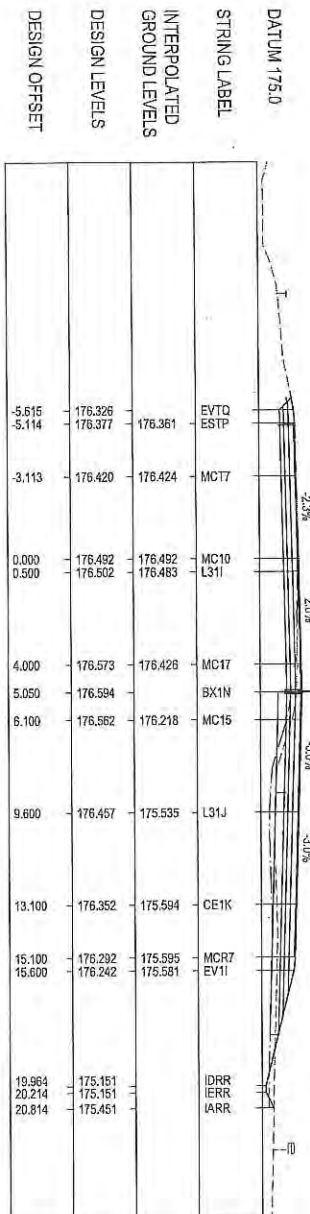 DATUM 175.0
-2.3%
2.0%
-3.0%
STRING LABEL EVTQ ESTP MCT7 MC10 L31I MC17 BX1N MC15 L31J CE1K MCR7 EV1I IDRR IERR IARR
INTERPOLATED
GROUND LEVELS 176.361 176.424 176.492 176.483 176.426 176.218 175.535 175.594 175.595 175.581
DESIGN LEVELS 176.326 176.377 176.420 176.492 176.502 176.573 176.594 176.562 176.457 176.352 176.292 176.242 175.151 175.151 175.451
DESIGN OFFSET -5.615 -5.114 -3.113 0.000 0.500 4.000 5.050 6.100 9.600 13.100 15.100 15.600 19.964 20.214 20.814